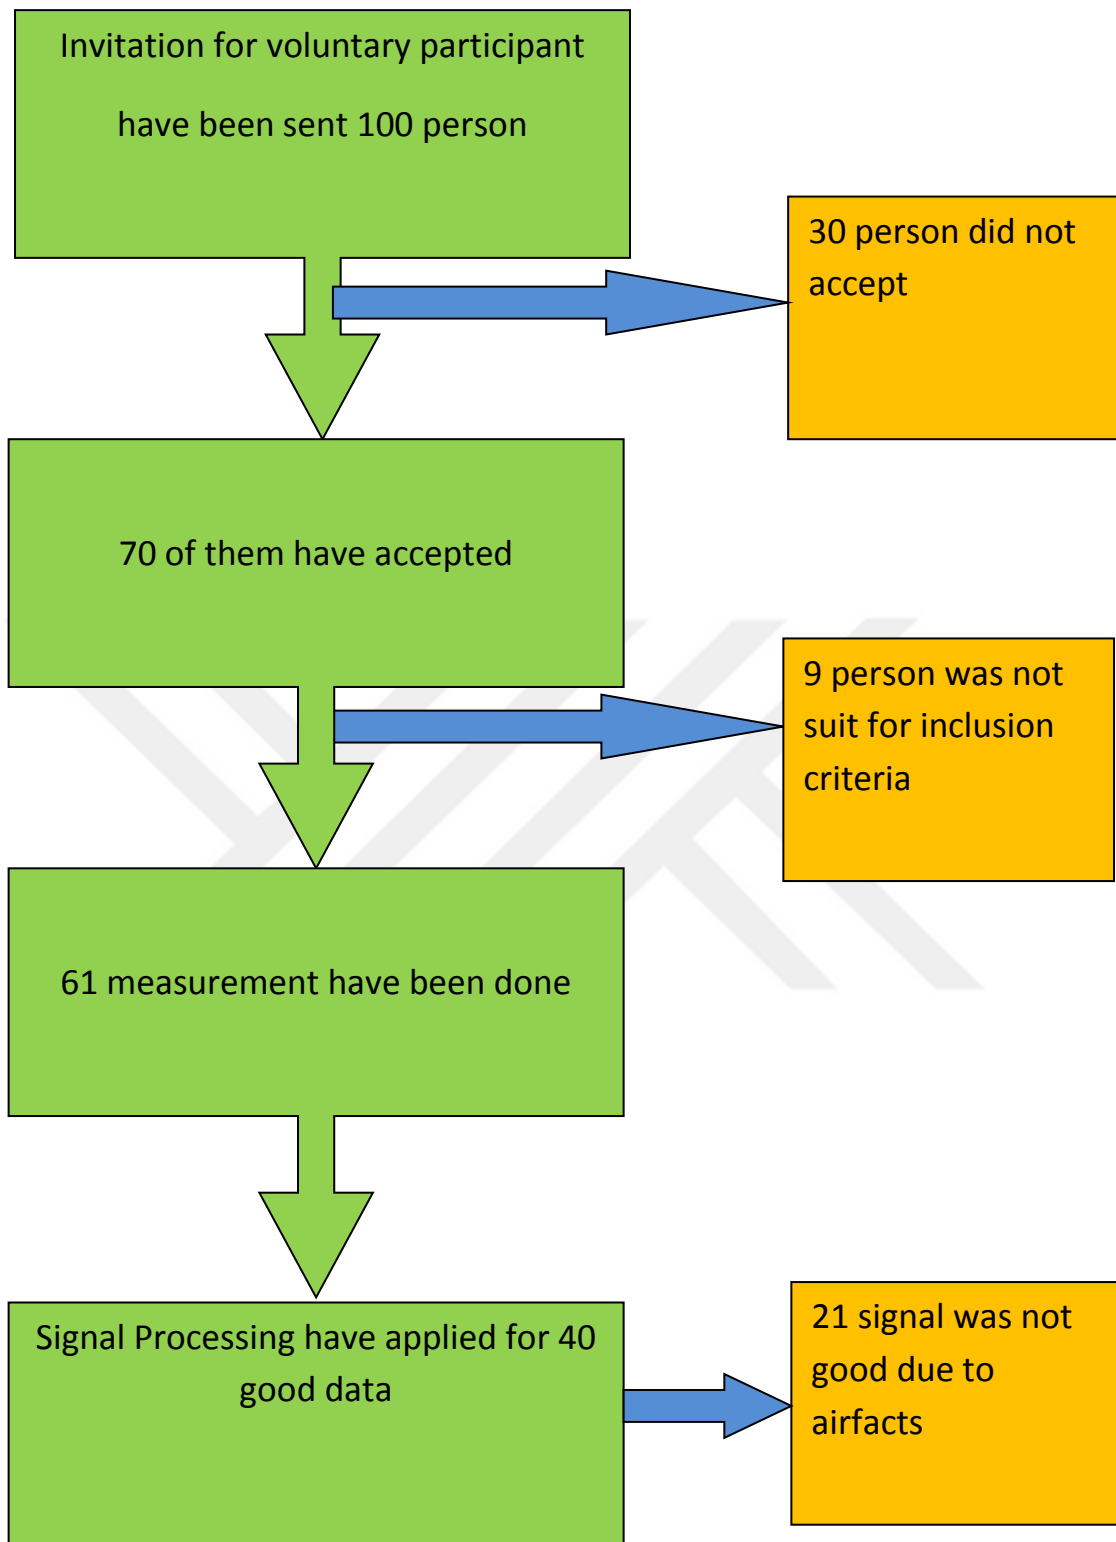 Invitation for voluntary participant
have been sent 100 person
30 person did not
accept
70 of them have accepted
9 person was not
suit for inclusion
criteria
61 measurement have been done
Signal Processing have applied for 40
good data
21 signal was not
good due to
airfacts